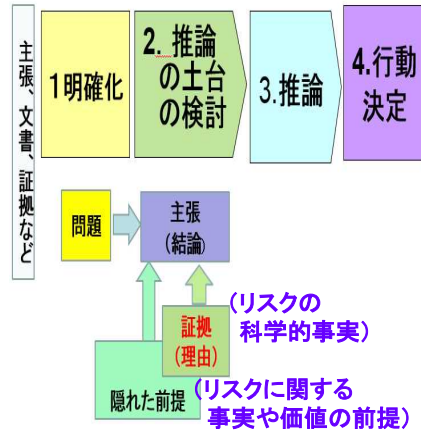 主張、文書、証拠など
1明確化
2. 推論
の土台
の検討
3.推論
4.行動
決定
問題
主張
(結論)
証拠
(理由)
(リスクの
科学的事実)
隠れた前提
(リスクに関する
事実や価値の前提)